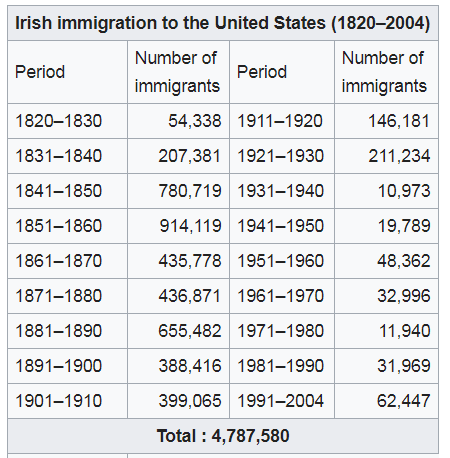 Irish immigration to the United States (1820–2004)
Period Number of immigrants Period Number of immigrants
1820–1830 54,338 1911–1920 146,181
1831–1840 207,381 1921–1930 211,234
1841–1850 780,719 1931–1940 10,973
1851–1860 914,119 1941–1950 19,789
1861–1870 435,778 1951–1960 48,362
1871–1880 436,871 1961–1970 32,996
1881–1890 655,482 1971–1980 11,940
1891–1900 388,416 1981–1990 31,969
1901–1910 399,065 1991–2004 62,447
Total : 4,787,580